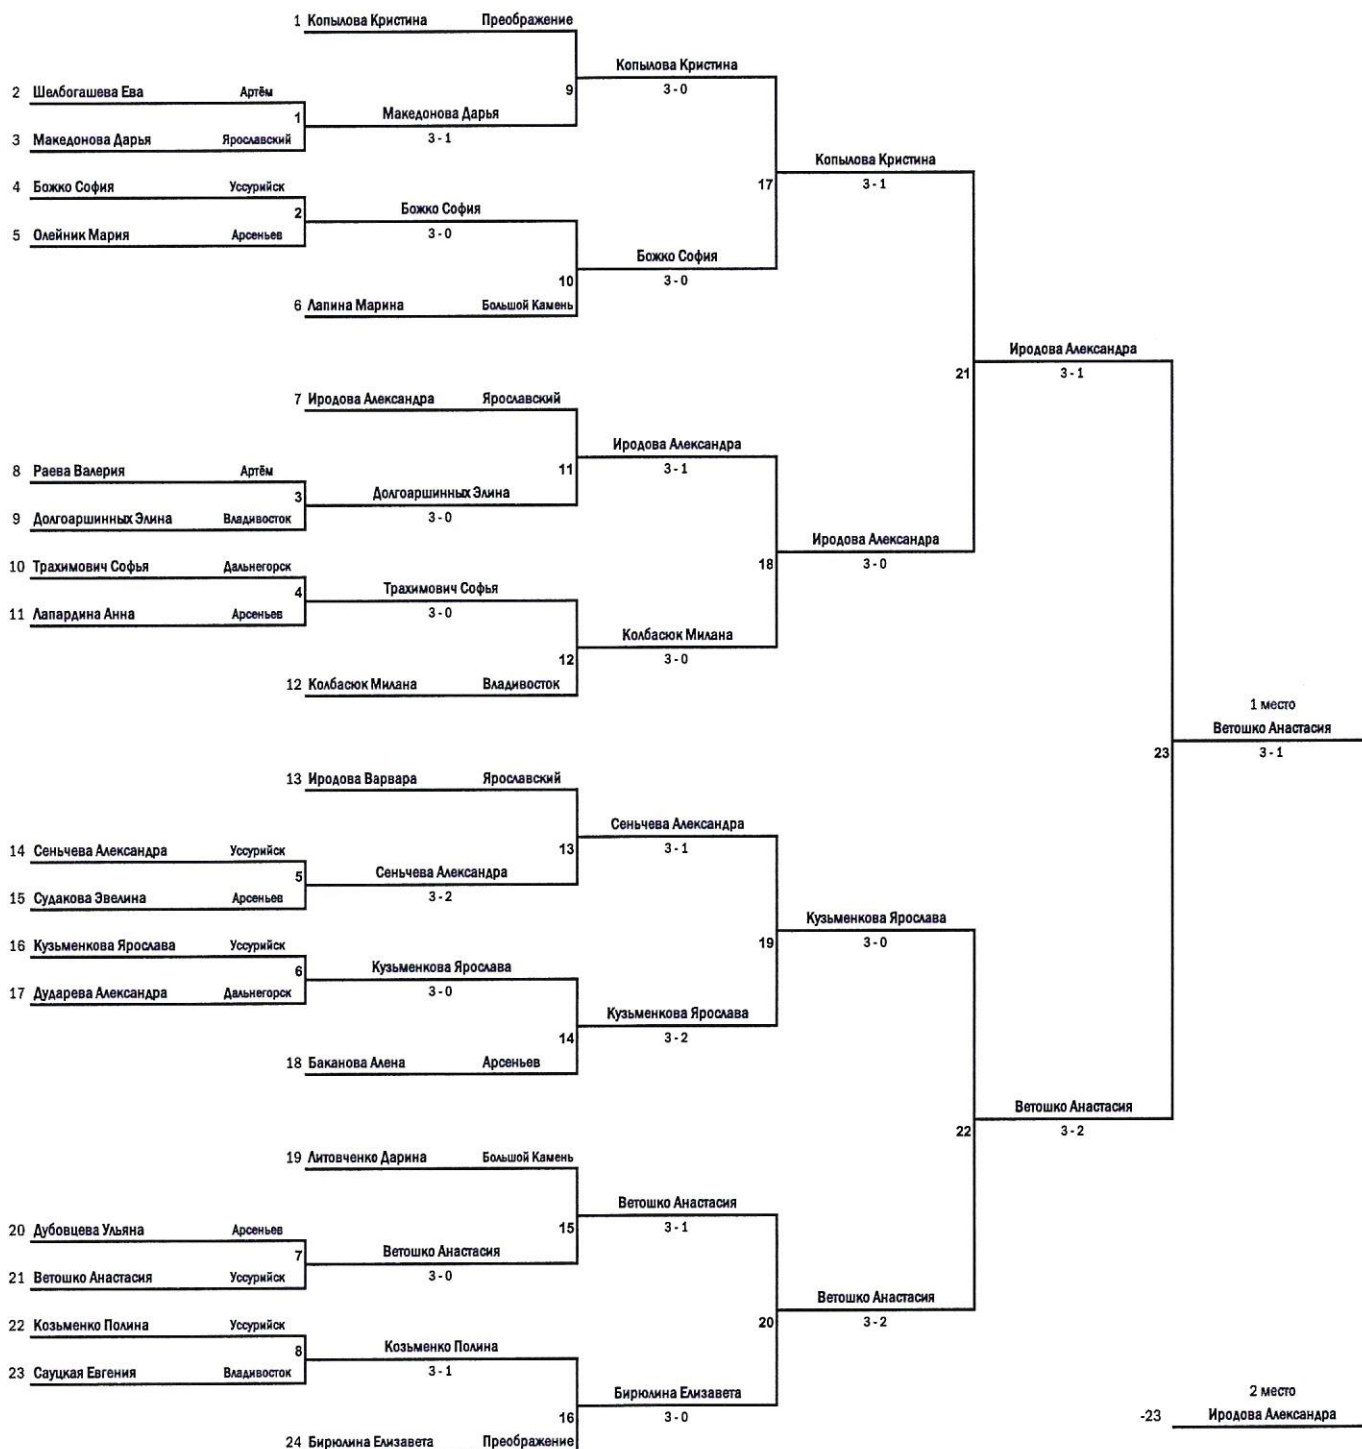 1 Копылова Кристина Преображение
Копылова Кристина
3 - 0
9
2 Шелбогашева Ева Артём
1
Македонова Дарья
3 - 1
3 Македонова Дарья Ярославский
Копылова Кристина
3 - 1
17
4 Божко София Уссурийск
2
Божко София
3 - 0
5 Олейник Мария Арсеньев
Божко София
3 - 0
10
6 Лапина Марина Большой Камень
Иродова Александра
3 - 1
21
7 Иродова Александра Ярославский
Иродова Александра
3 - 1
11
8 Раева Валерия Артём
3
Долгоаршинных Элина
3 - 0
9 Долгоаршинных Элина Владивосток
Иродова Александра
3 - 0
18
10 Трахимович Софья Дальнегорск
4
Трахимович Софья
3 - 0
11 Лапардина Анна Арсеньев
Колбасюк Милана
3 - 0
12
12 Колбасюк Милана Владивосток
1 место
Ветошко Анастасия
3 - 1
23
13 Иродова Варвара Ярославский
Сеньчева Александра
3 - 1
13
14 Сеньчева Александра Уссурийск
5
Сеньчева Александра
3 - 2
15 Судакова Эвелина Арсеньев
Кузьменкова Ярослава
3 - 0
19
16 Кузьменкова Ярослава Уссурийск
6
Кузьменкова Ярослава
3 - 0
17 Дударева Александра Дальнегорск
Кузьменкова Ярослава
3 - 2
14
18 Баканова Алена Арсеньев
Ветошко Анастасия
3 - 2
22
19 Литовченко Дарина Большой Камень
Ветошко Анастасия
3 - 1
15
20 Дубовцева Ульяна Арсеньев
7
Ветошко Анастасия
3 - 0
21 Ветошко Анастасия Уссурийск
Ветошко Анастасия
3 - 2
20
22 Козьменко Полина Уссурийск
8
Козьменко Полина
3 - 1
23 Сауцкая Евгения Владивосток
Бирюлина Елизавета
3 - 0
16
2 место
-23 Иродова Александра
24 Бирюлина Елизавета Преображение